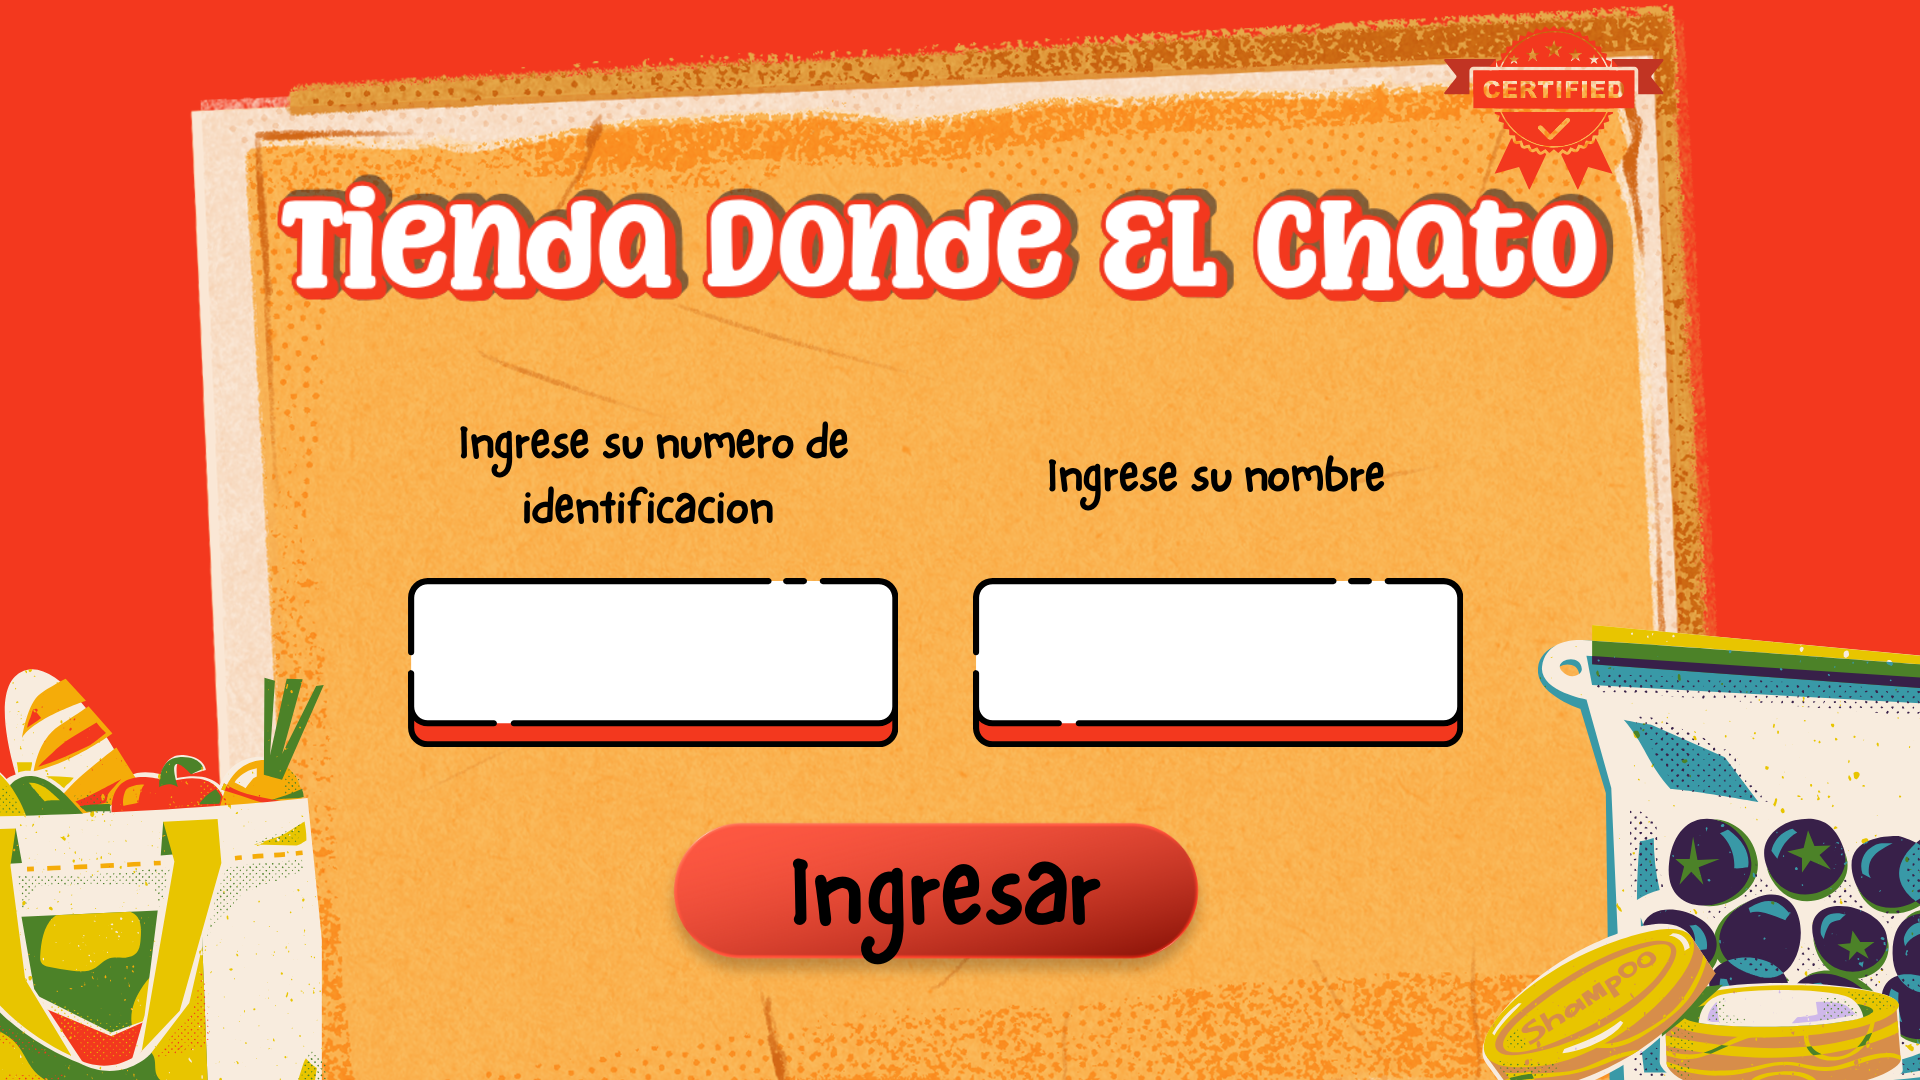 CERTIFIED
Tienda Donde El Chato
Ingrese su numero de
identificacion
Ingrese su nombre
Ingresar
Shampoo